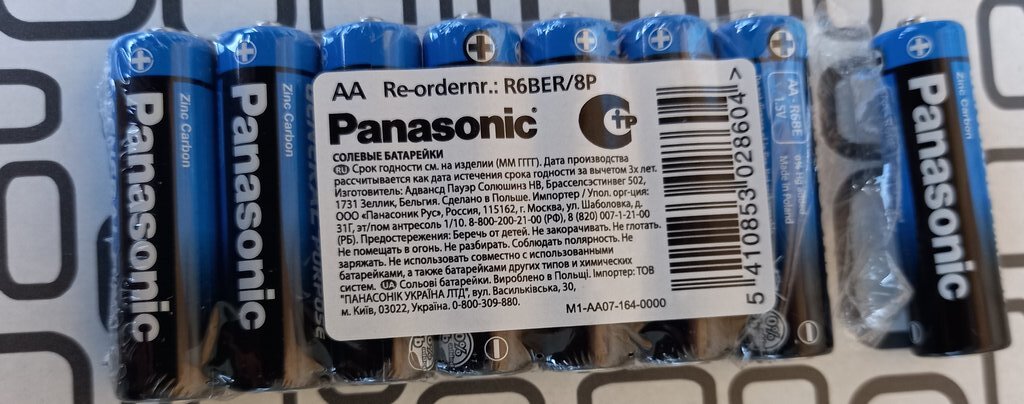 AA Re-ordernr.: R6BER/8P
Panasonic
СОЛЕВЫЕ БАТАРЕЙКИ
RU Срок годности см. на изделии (ММ ГГГГ). Дата производства
рассчитывается как дата истечения срока годности за вычетом 3х лет.
Изготовитель: Адвансд Пауэр Солюшинз НВ, Брасселсэстинвег 502,
1731 Зеллик, Бельгия. Сделано в Польше. Импортер / Упол. орг-ция:
ООО «Панасоник Рус», Россия, 115162, г. Москва, ул. Шаболовка, д.
31Г, эт/пом антресоль 1/10. 8-800-200-21-00 (РФ), 8 (820) 007-1-21-00
(РБ). Предостережения: Беречь от детей. Не закорачивать. Не глотать.
Не помещать в огонь. Не разбирать. Соблюдать полярность. Не
заряжать. Не использовать совместно с использованными
батарейками, а также батарейками других типов и химических
систем. UA Сольові батарейки. Вироблено в Польщі. Імпортер: ТОВ
"ПАНАСОНІК УКРАЇНА ЛТД", вул. Васильківська, 30,
м. Київ, 03022, Україна. 0-800-309-880.
M1-AA07-164-0000
5 410853 028604 >
Panasonic
Zinc Carbon
Panasonic
Zinc Carbon
GENERAL PURPOSE
AA - R6BE
1.5V
Made in Poland
Panasonic
Zinc Carbon